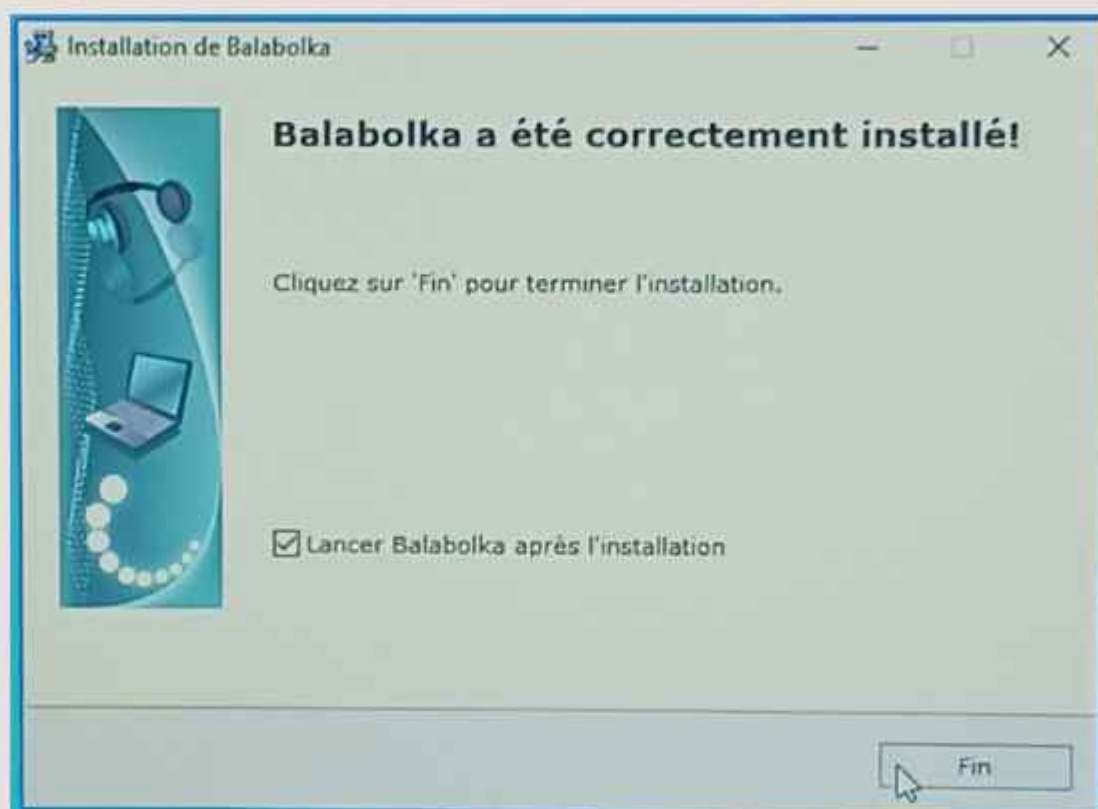 Installation de Balabolka
Balabolka a été correctement installé!
Cliquez sur 'Fin' pour terminer l'installation.
Lancer Balabolka après l'installation
Fin